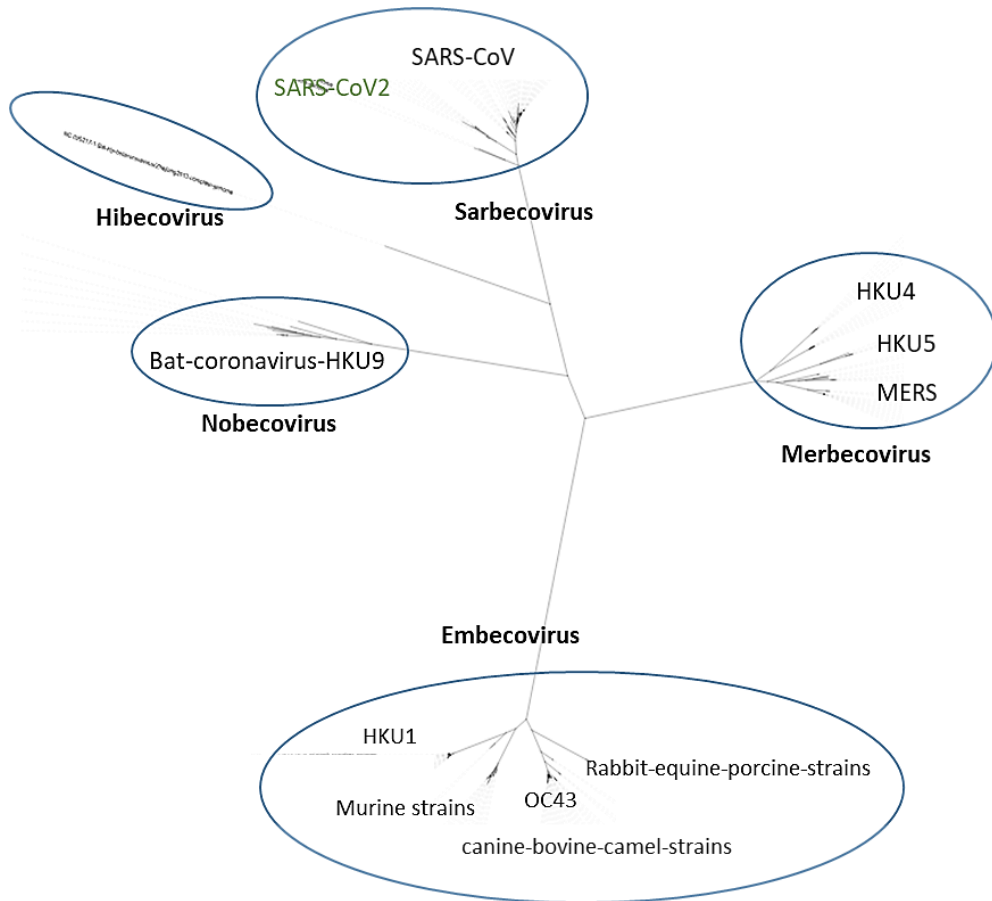 SARS-CoV
SARS-CoV2
Hibecovirus
Sarbecovirus
HKU4
HKU5
MERS
Bat-coronavirus-HKU9
Nobecovirus
Merbecovirus
Embecovirus
HKU1
Rabbit-equine-porcine-strains
OC43
Murine strains
canine-bovine-camel-strains